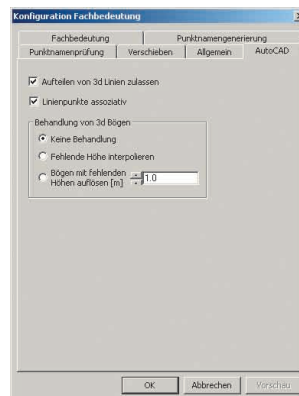 Konfiguration Fachbedeutung
Fachbedeutung
Punktnamengenerierung
Punktnamenprüfung
Verschieben
Allgemein
AutoCAD
Aufteilen von 3d Linien zulassen
Linienpunkte assoziativ
Behandlung von 3d Bögen
Keine Behandlung
Fehlende Höhe interpolieren
Bögen mit fehlenden
Höhen auflösen [m]
1.0
OK
Abbrechen
Vorschau